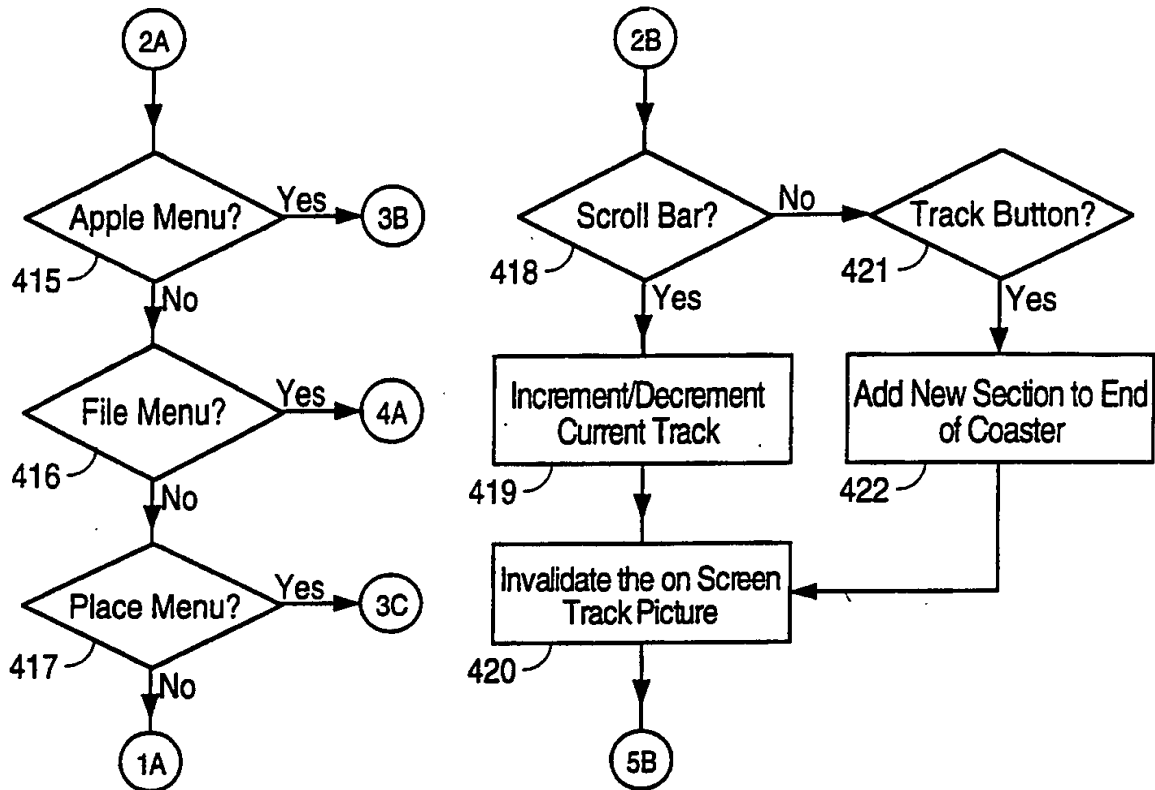 2A
Apple Menu?
Yes
3B
415
No
File Menu?
Yes
4A
416
No
Place Menu?
Yes
3C
417
No
1A
2B
Scroll Bar?
No
418
Yes
Track Button?
421
Yes
Increment/Decrement
Current Track
419
Add New Section to End
of Coaster
422
Invalidate the on Screen
Track Picture
420
5B